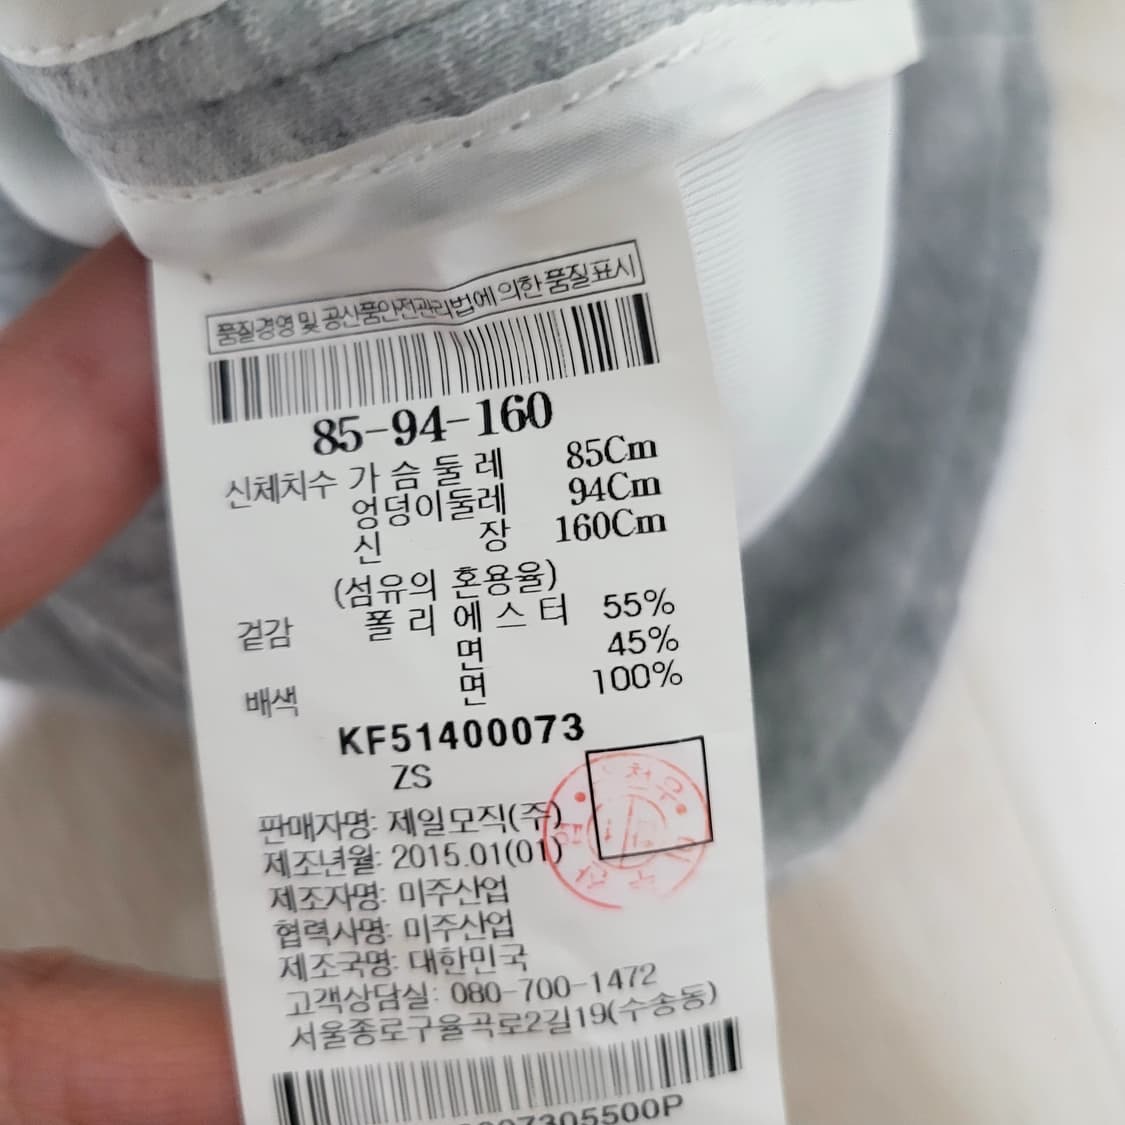 품질경영 및 공산품안전관리법에 의한 품질표시
85-94-160
신체치수 가슴둘레 85Cm
엉덩이둘레 94Cm
신장 160Cm
(섬유의 혼용율)
겉감 폴리에스터 55%
면 45%
배색 면 100%
KF51400073
ZS
판매자명: 제일모직(주)
제조년월: 2015.01(01)
제조자명: 미주산업
협력사명: 미주산업
제조국명: 대한민국
고객상담실: 080-700-1472
서울종로구율곡로2길19(수송동)
7305500P